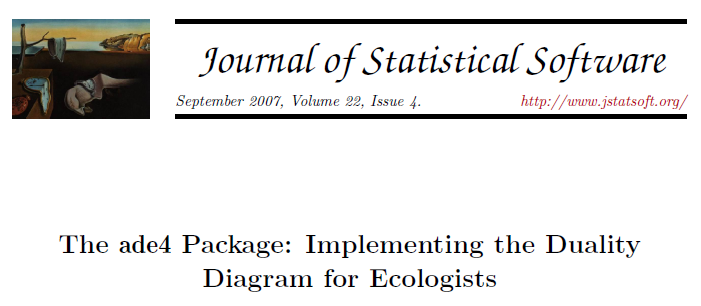 Journal of Statistical Software
September 2007, Volume 22, Issue 4.
http://www.jstatsoft.org/
The ade4 Package: Implementing the Duality
Diagram for Ecologists